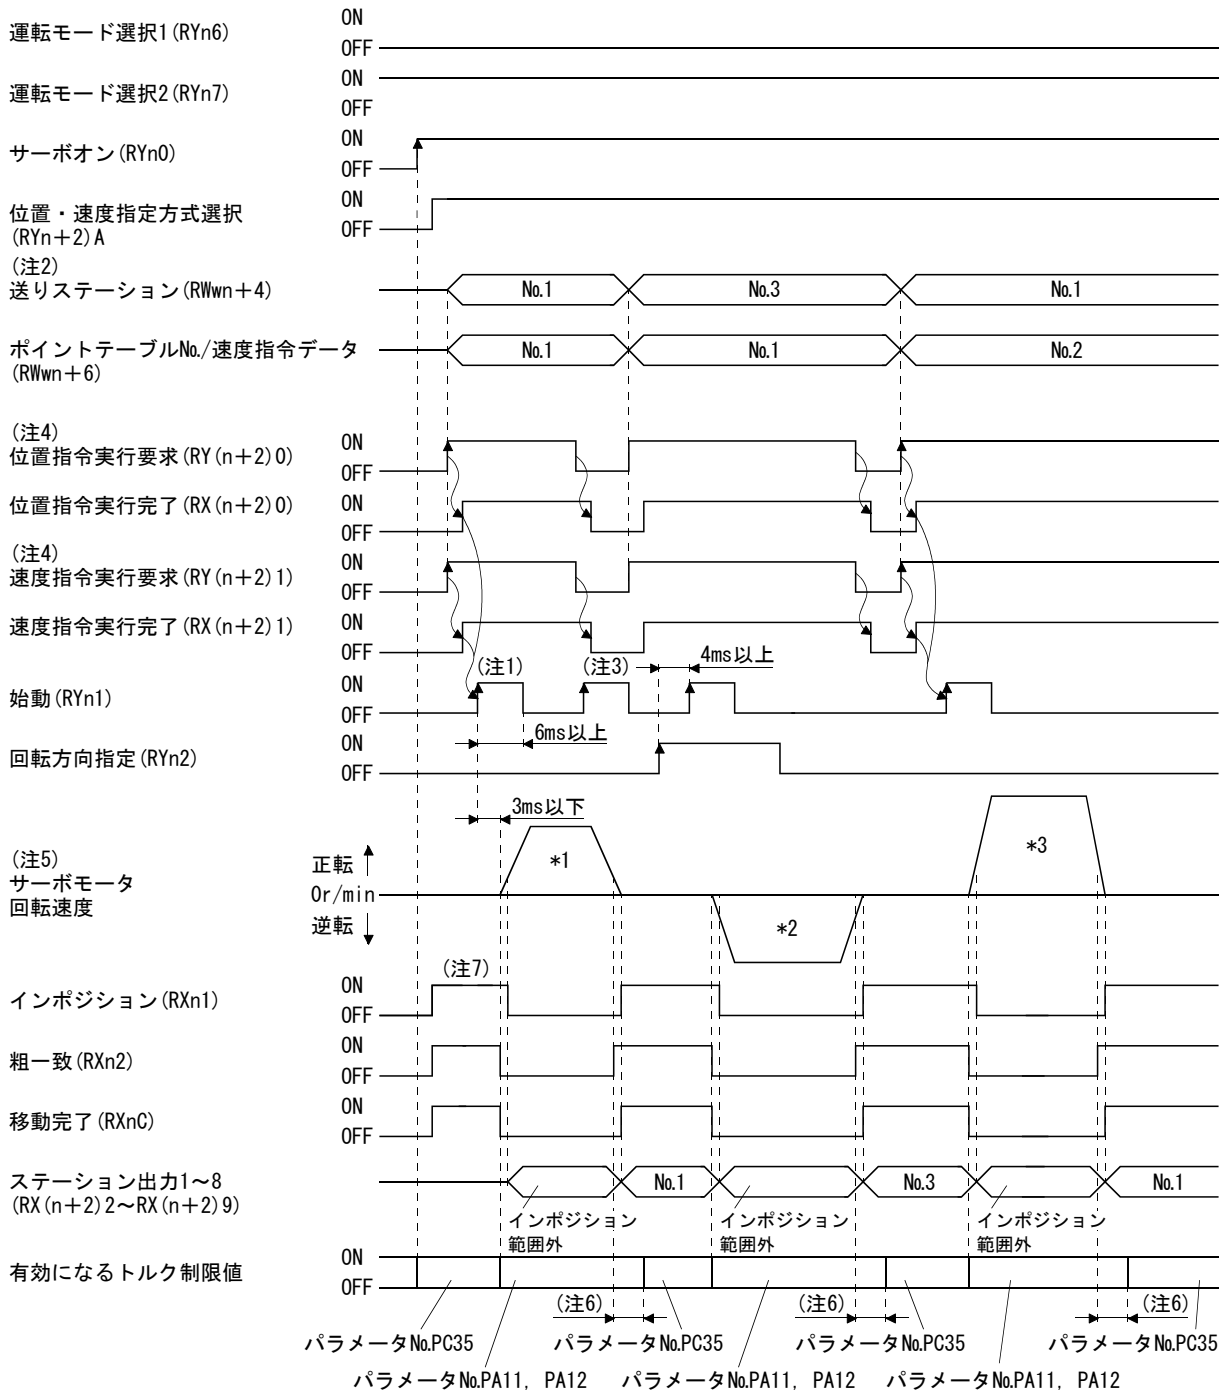 運転モード選択1(RYn6)
ON
OFF
運転モード選択2(RYn7)
ON
OFF
サーボオン(RYn0)
ON
OFF
位置・速度指定方式選択
(RYn+2)A
ON
OFF
(注2)
送りステーション(RWwn+4)
No.1
No.3
No.1
ポイントテーブルNo./速度指令データ
(RWwn+6)
No.1
No.1
No.2
(注4)
位置指令実行要求(RY(n+2)0)
ON
OFF
位置指令実行完了(RX(n+2)0)
ON
OFF
(注4)
速度指令実行要求(RY(n+2)1)
ON
OFF
速度指令実行完了(RX(n+2)1)
ON
OFF
(注1)
(注3)
4ms以上
始動(RYn1)
ON
OFF
6ms以上
回転方向指定(RYn2)
ON
OFF
3ms以下
(注5)
サーボモータ
回転速度
正転
0r/min
逆転
*1
*2
*3
(注7)
インポジション(RXn1)
ON
OFF
粗一致(RXn2)
ON
OFF
移動完了(RXnC)
ON
OFF
ステーション出力1〜8
(RX(n+2)2〜RX(n+2)9)
No.1
No.3
No.1
インポジション
範囲外
インポジション
範囲外
インポジション
範囲外
有効になるトルク制限値
ON
OFF
(注6)
(注6)
(注6)
パラメータNo.PC35
パラメータNo.PC35
パラメータNo.PC35
パラメータNo.PC35
パラメータNo.PA11, PA12
パラメータNo.PA11, PA12
パラメータNo.PA11, PA12